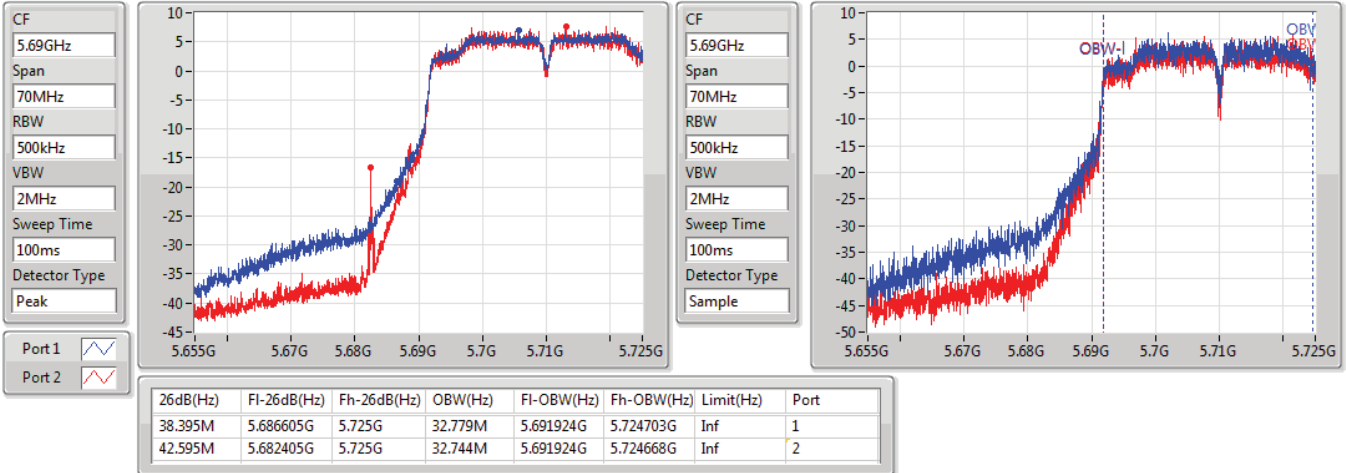 CF
5.69GHz
Span
70MHz
RBW
500kHz
VBW
2MHz
Sweep Time
100ms
Detector Type
Peak
Port 1
Port 2
10
5
0
-5
-10
-15
-20
-25
-30
-35
-40
-45
5.655G 5.67G 5.68G 5.69G 5.7G 5.71G 5.725G
CF
5.69GHz
Span
70MHz
RBW
500kHz
VBW
2MHz
Sweep Time
100ms
Detector Type
Sample
10
5
0
-5
-10
-15
-20
-25
-30
-35
-40
-45
-50
OBW-l
OBV
5.655G 5.67G 5.68G 5.69G 5.7G 5.71G 5.725G
26dB(Hz) Fl-26dB(Hz) Fh-26dB(Hz) OBW(Hz) Fl-OBW(Hz) Fh-OBW(Hz) Limit(Hz) Port
38.395M 5.686605G 5.725G 32.779M 5.691924G 5.724703G Inf 1
42.595M 5.682405G 5.725G 32.744M 5.691924G 5.724668G Inf 2